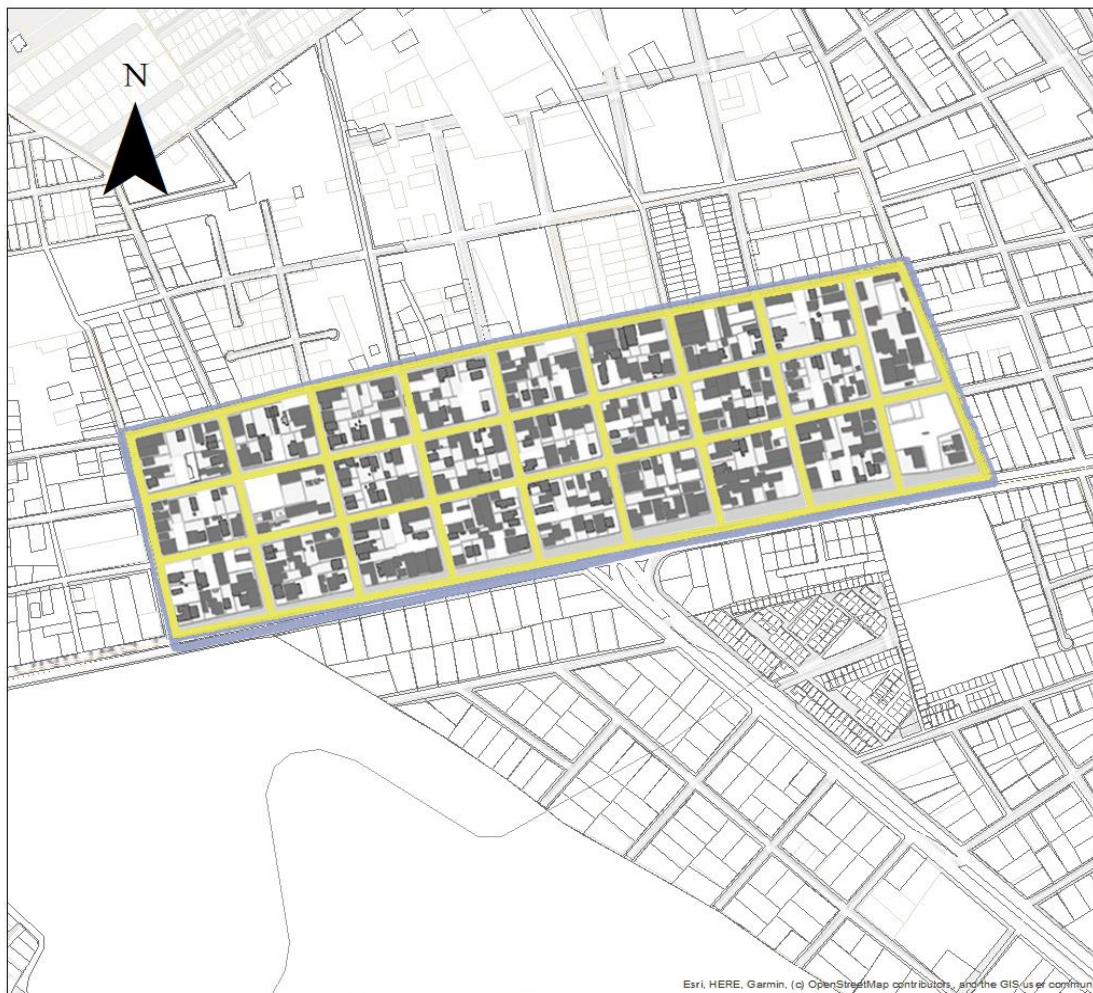 N
Esri, HERE, Garmin, (c) OpenStreetMap contributors, and the GIS user commun